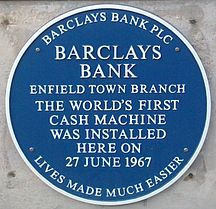 BARCLAYS BANK PLC
BARCLAYS
BANK
ENFIELD TOWN BRANCH
THE WORLD'S FIRST
CASH MACHINE
WAS INSTALLED
HERE ON
27 JUNE 1967
LIVES MADE MUCH EASIER